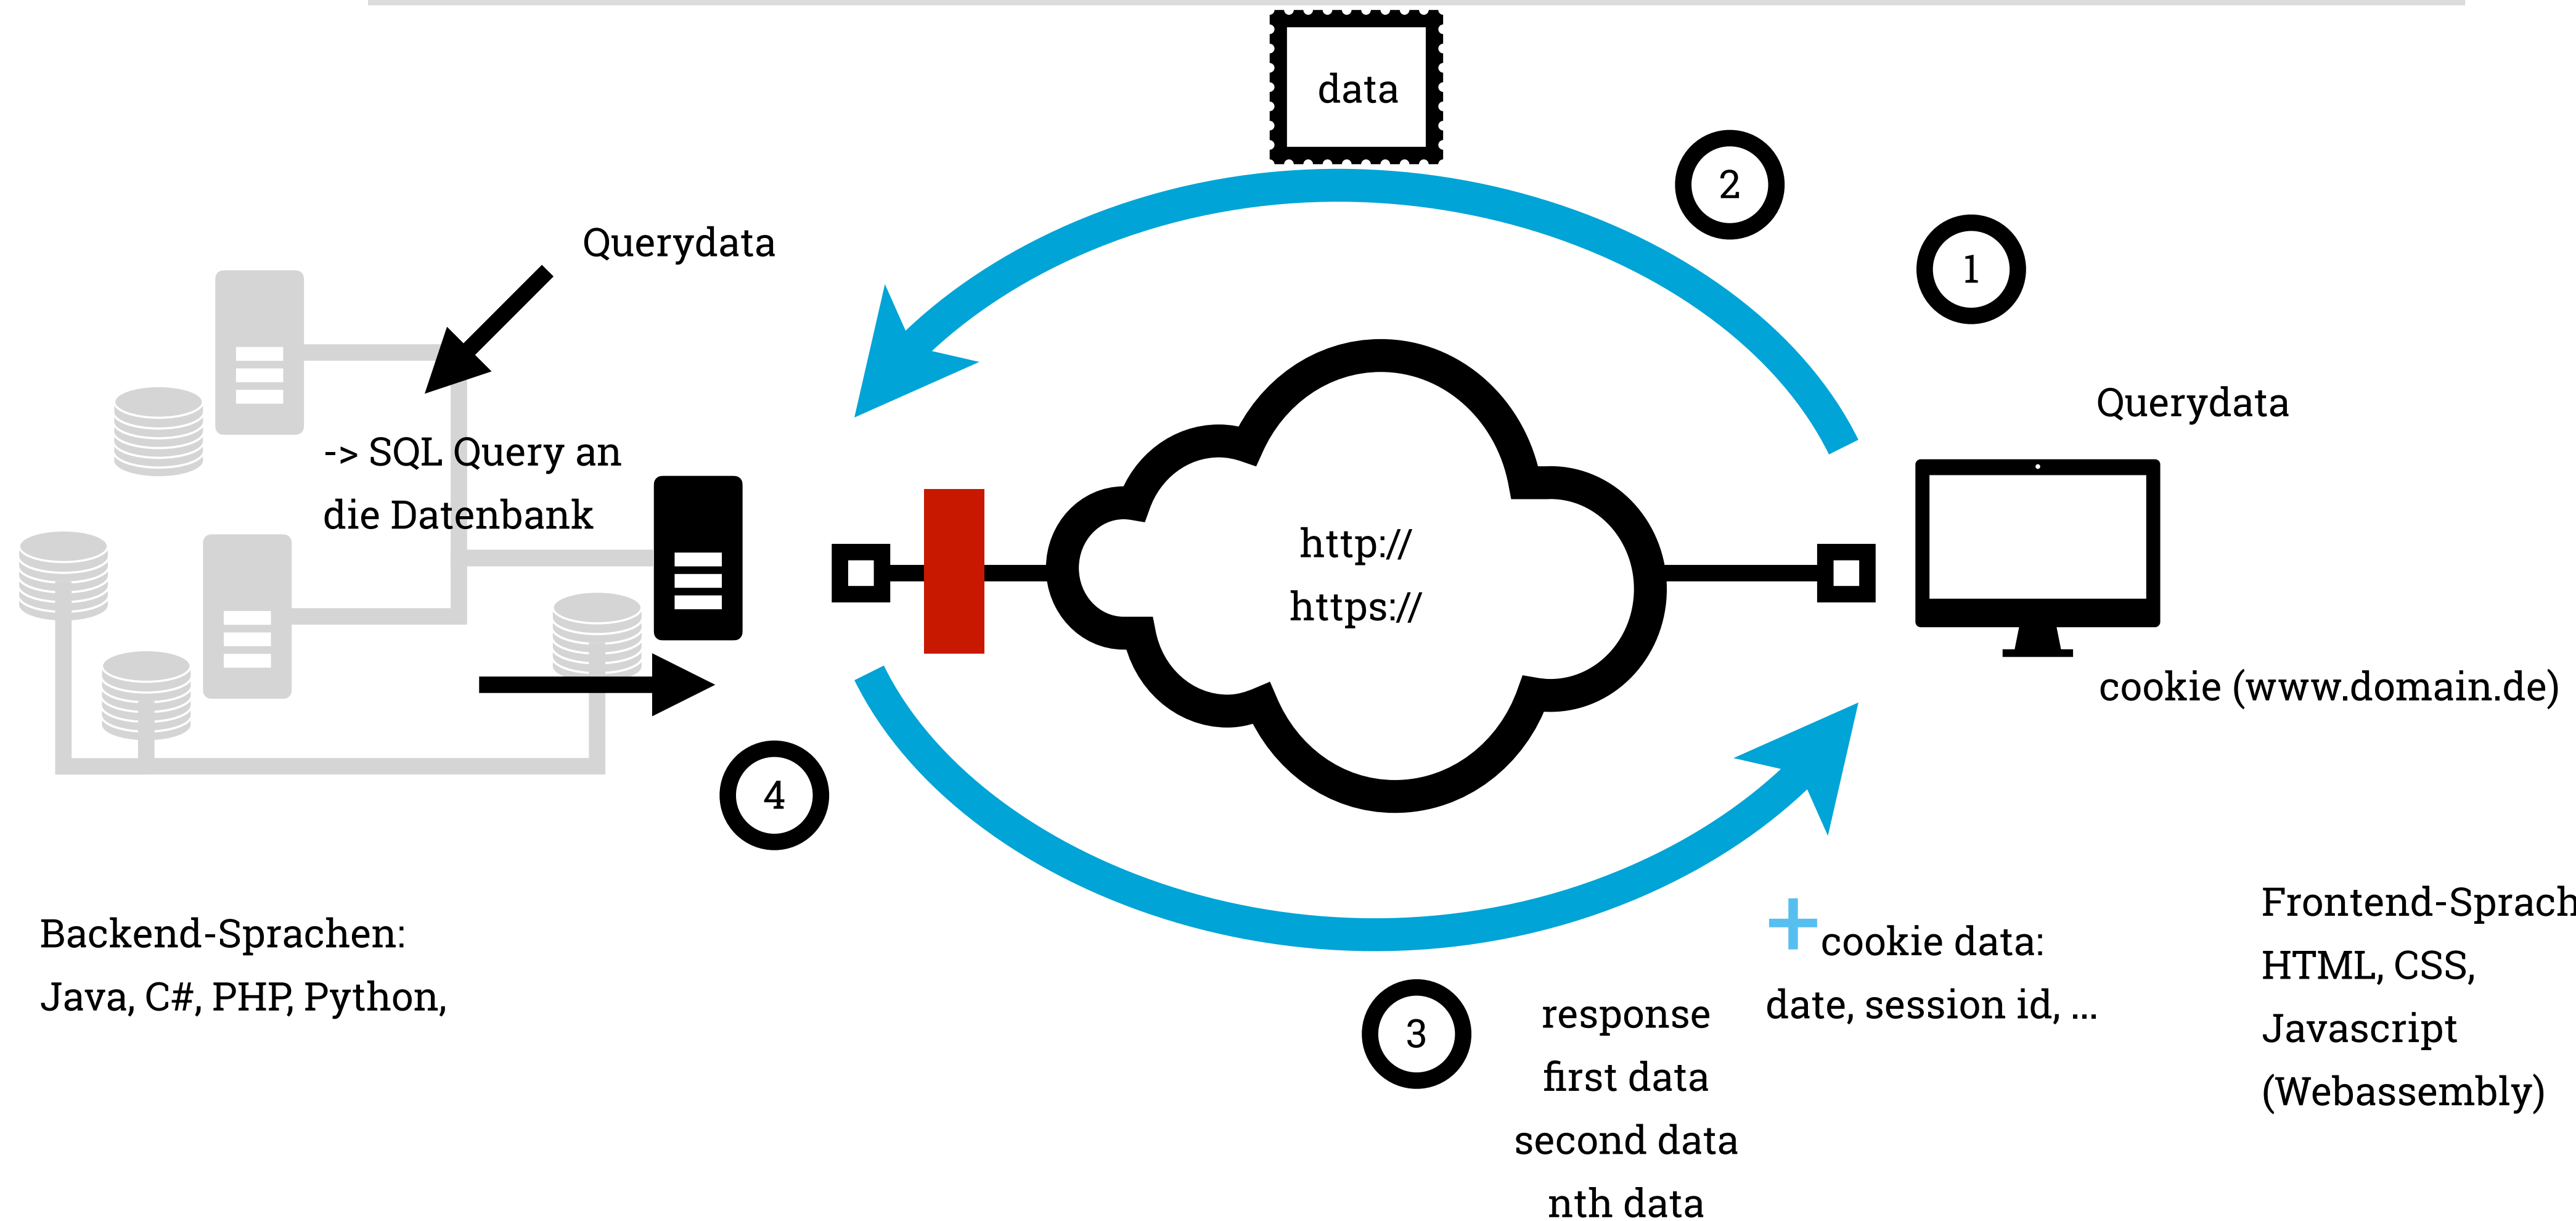 data
2
1
Querydata
Querydata
-> SQL Query an
die Datenbank
http://
https://
cookie (www.domain.de)
4
Backend-Sprachen:
Java, C#, PHP, Python,
3
response
first data
second data
nth data
cookie data:
date, session id, ...
Frontend-Sprach
HTML, CSS,
Javascript
(Webassembly)